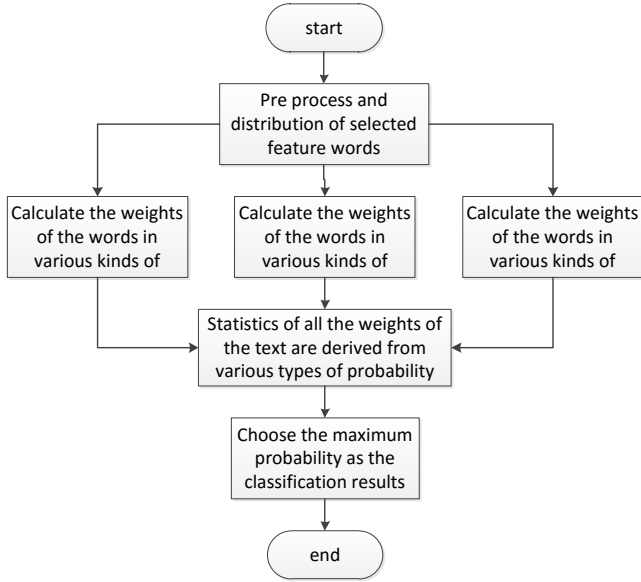 start
Pre process and
distribution of selected
feature words
Calculate the weights
of the words in
various kinds of
Calculate the weights
of the words in
various kinds of
Calculate the weights
of the words in
various kinds of
Statistics of all the weights of
the text are derived from
various types of probability
Choose the maximum
probability as the
classification results
end